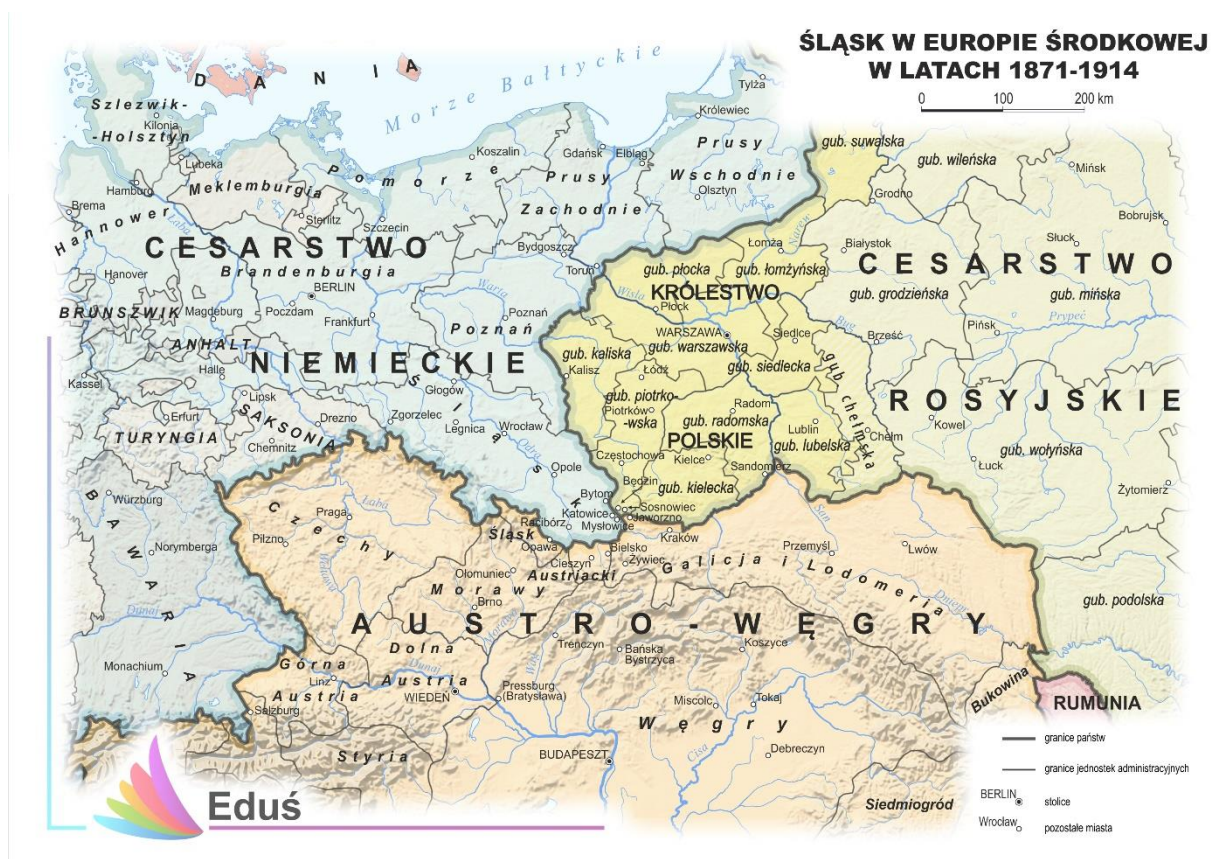 ŚLĄSK W EUROPIE ŚRODKOWEJ
W LATACH 1871-1914
0 100 200 km
DANIA
Morze Bałtyckie
Tylża
Królewiec
Szlezwik-
-Holsztyn
Kilonia
Lubeka
Koszalin
Gdańsk
Elbląg
Prusy
Wschodnie
Olsztyn
gub. suwalska
gub. wileńska
Mińsk
Grodno
Pomorze
Prusy
Zachodnie
Hamburg
Meklemburgia
Sterlitz
Szczecin
Brema
Hannower
Łaba
Bobrujsk
Słuck
CESARSTWO
Brandenburgia
Bydgoszcz
Toruń
Łomża
Narew
Białystok
gub. płocka
gub. łomżyńska
CESARSTWO
Hanover
BERLIN
KRÓLESTWO
gub. grodzieńska
gub. mińska
BRUNSZWIK
Magdeburg
Poczdam
Frankfurt
Warta
Poznań
Poznań
Wisła
Płock
WARSZAWA
gub. warszawska
Siedlce
Bug
Brześć
Pińsk
Prypeć
ANHALT
NIEMIECKIE
Kassel
Halle
gub. kaliska
Kalisz
Łódź
gub. siedlecka
gub chełmska
Lipsk
Głogów
Śląsk
gub. piotrko-
-wska
Piotrków
Radom
gub. radomska
ROSYJSKIE
Erfurt
SAKSONIA
Drezno
Zgorzelec
Legnica
Wrocław
Odra
Lublin
gub. lubelska
Chełm
Kowel
TURYNGIA
Chemnitz
POLSKIE
Częstochowa
Kielce
Sandomierz
gub. wołyńska
Łuck
Opole
Będzin
gub. kielecka
Żytomierz
BAWARIA
Würzburg
Czechy
Łaba
Praga
Bytom
Katowice
Sosnowiec
Jaworzno
Mysłowice
Racibórz
Kraków
San
Norymberga
Pilzno
Wełtawa
Śląsk
Austriacki
Opawa
Cieszyn
Bielsko
Żywiec
Przemyśl
Lwów
Ołomuniec
Galicja i Lodomeria
Dniestr
Morawy
Brno
Morawa
gub. podolska
Dunaj
AUSTRO-WĘGRY
Trenczyn
Wag
Bańska
Bystrzyca
Koszyce
Monachium
Górna
Austria
Linz
Dolna
Austria
Dunaj
WIEDEŃ
Pressburg
(Bratysława)
Miscolc
Tokaj
Bukowina
RUMUNIA
Salzburg
Węgry
Styria
BUDAPESZT
Cisa
Debreczyn
Siedmiogród
granice państw
granice jednostek administracyjnych
BERLIN stolice
Wrocław pozostałe miasta
Eduś